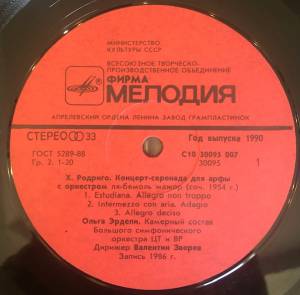 МИНИСТЕРСТВО
КУЛЬТУРЫ СССР
ВСЕСОЮЗНОЕ ТВОРЧЕСКО-
ПРОИЗВОДСТВЕННОЕ ОБЪЕДИНЕНИЕ
ФИРМА
МЕЛОДИЯ
АПРЕЛЕВСКИЙ ОРДЕНА ЛЕНИНА ЗАВОД ГРАМПЛАСТИНОК
СТЕРЕО 33
Год выпуска 1990
ГОСТ 5289-88
С10 30095 007
Гр. 2. 1-20
30095
1
Х. Родриго. Концерт-серенада для арфы
с оркестром ля-бемоль мажор (соч. 1954 г.)
1. Estudiana. Allegro non troppo
2. Intermezzo con aria. Adagio
3. Allegro deciso
Ольга Эрдели. Камерный состав
Большого симфонического
оркестра ЦТ и ВР
Дирижер Валентин Зверев
Запись 1986 г.